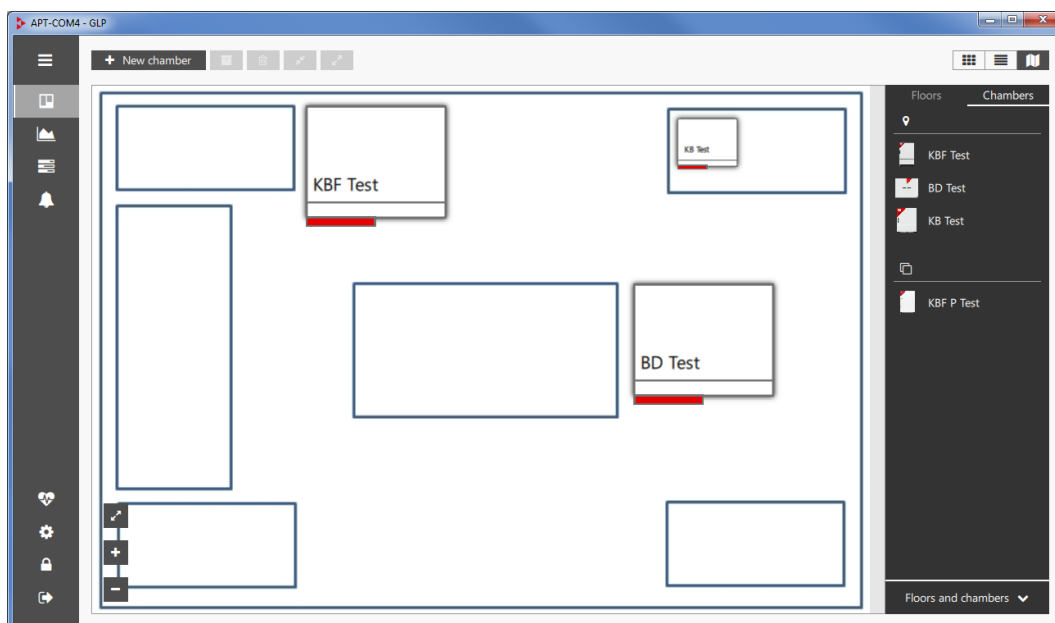 APT-COM4 - GLP
New chamber
Floors
Chambers
KBF Test
KB Test
BD Test
KBF Test
BD Test
KB Test
KBF P Test
Floors and chambers